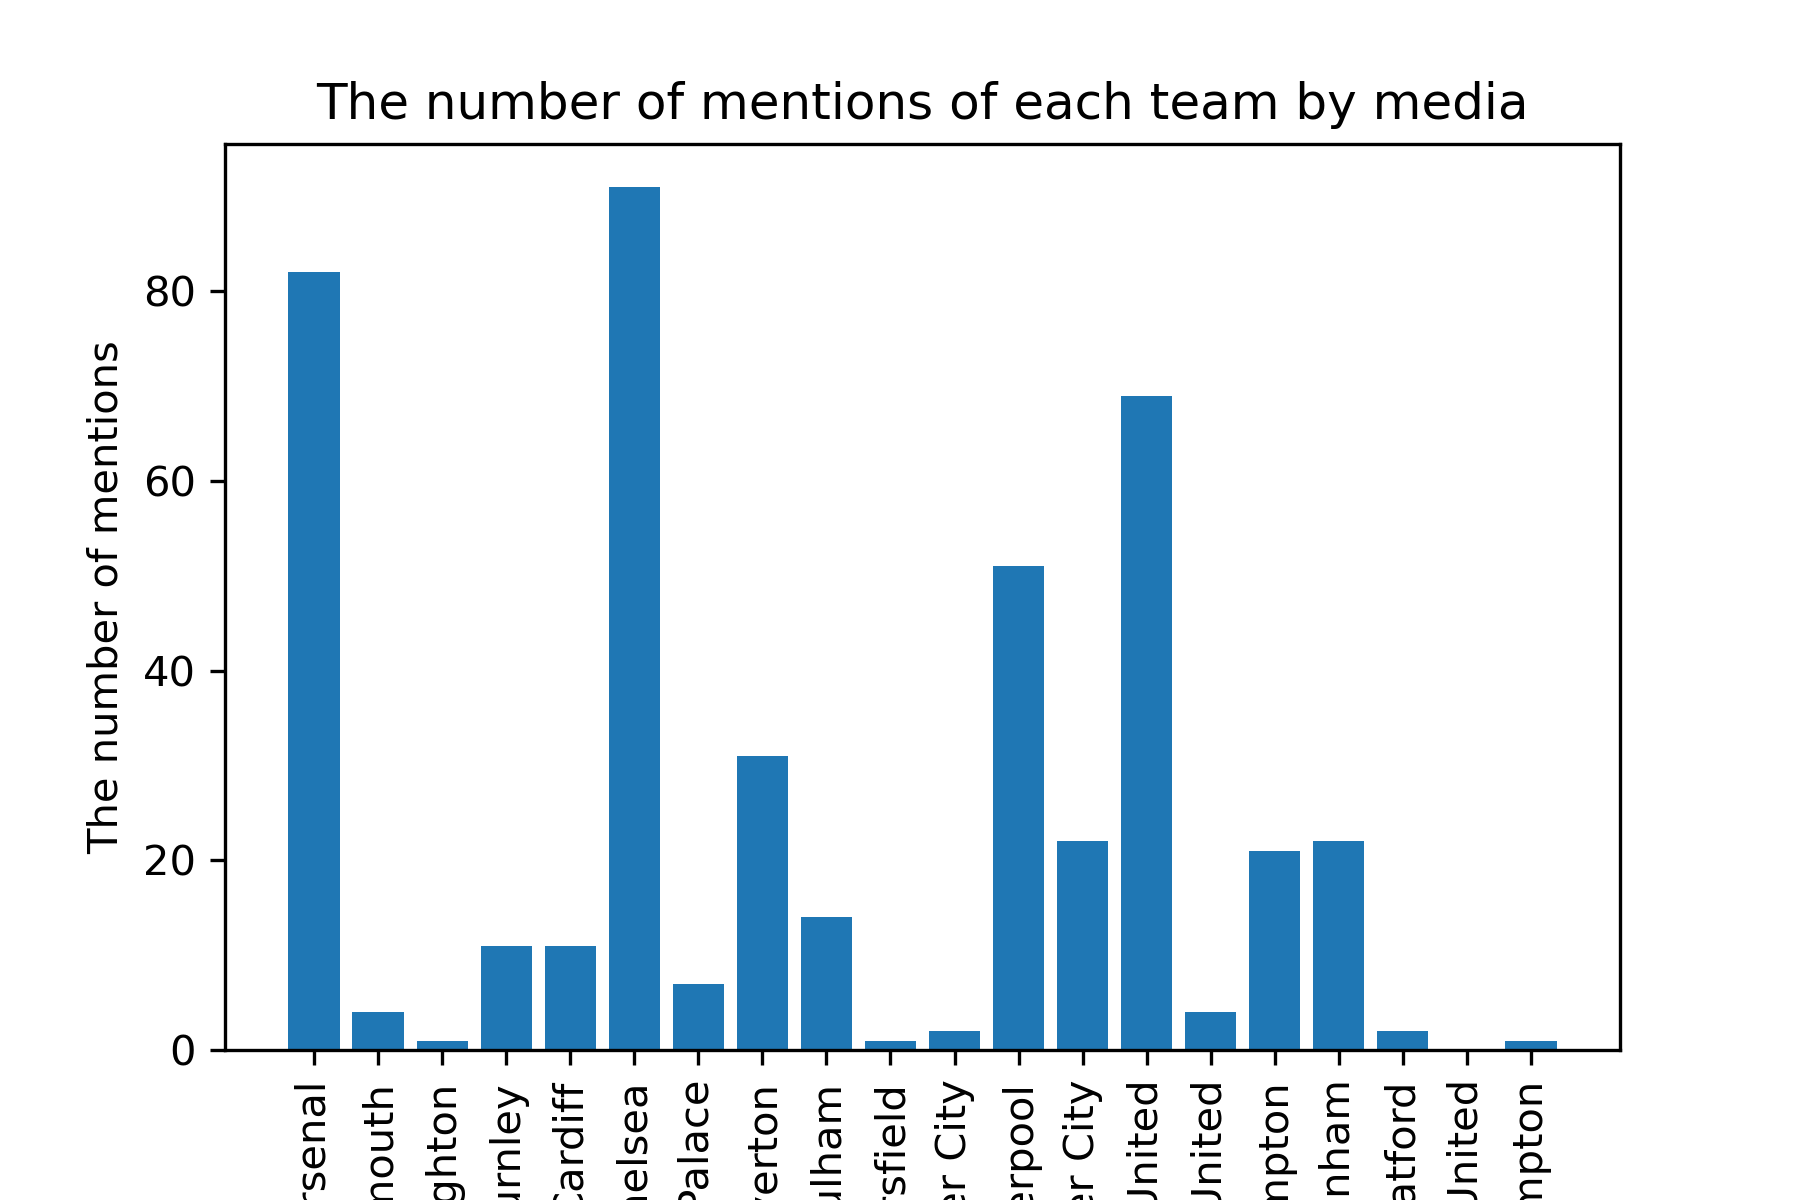 The number of mentions of each team by media
The number of mentions
80
60
40
20
0
rsenal
mouth
ghton
urnley
Cardiff
helsea
Palace
verton
ulham
rsfield
er City
erpool
er City
United
United
mpton
nham
atford
United
mpton